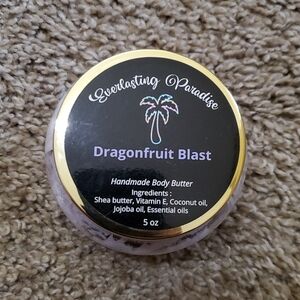 Everlasting Paradise
Dragonfruit Blast
Handmade Body Butter
Ingredients :
Shea butter, Vitamin E, Coconut oil,
Jojoba oil, Essential oils
5 oz